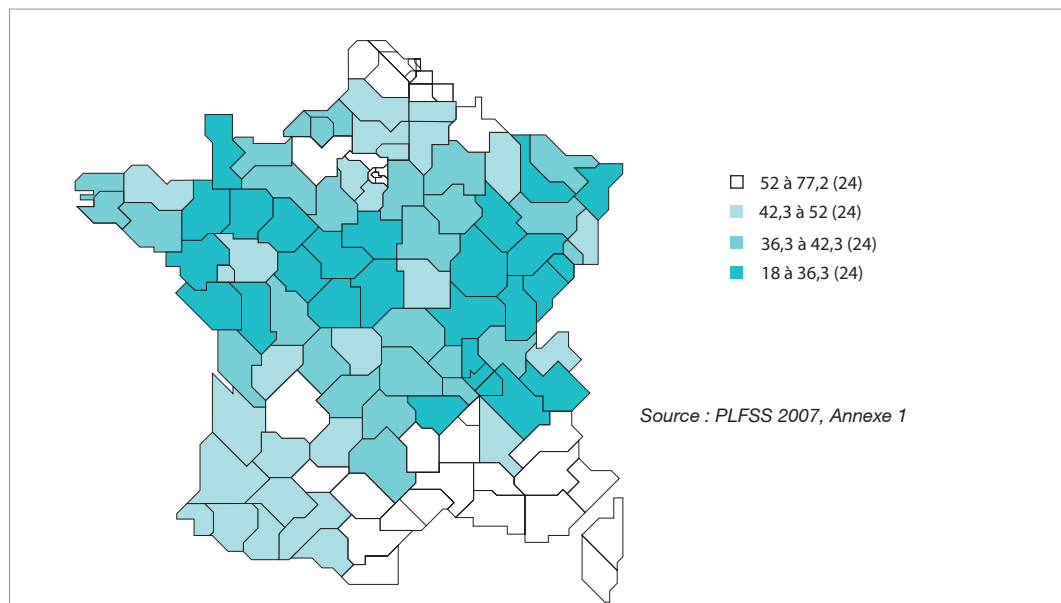 52 à 77,2 (24)
42,3 à 52 (24)
36,3 à 42,3 (24)
18 à 36,3 (24)
Source : PLFSS 2007, Annexe 1